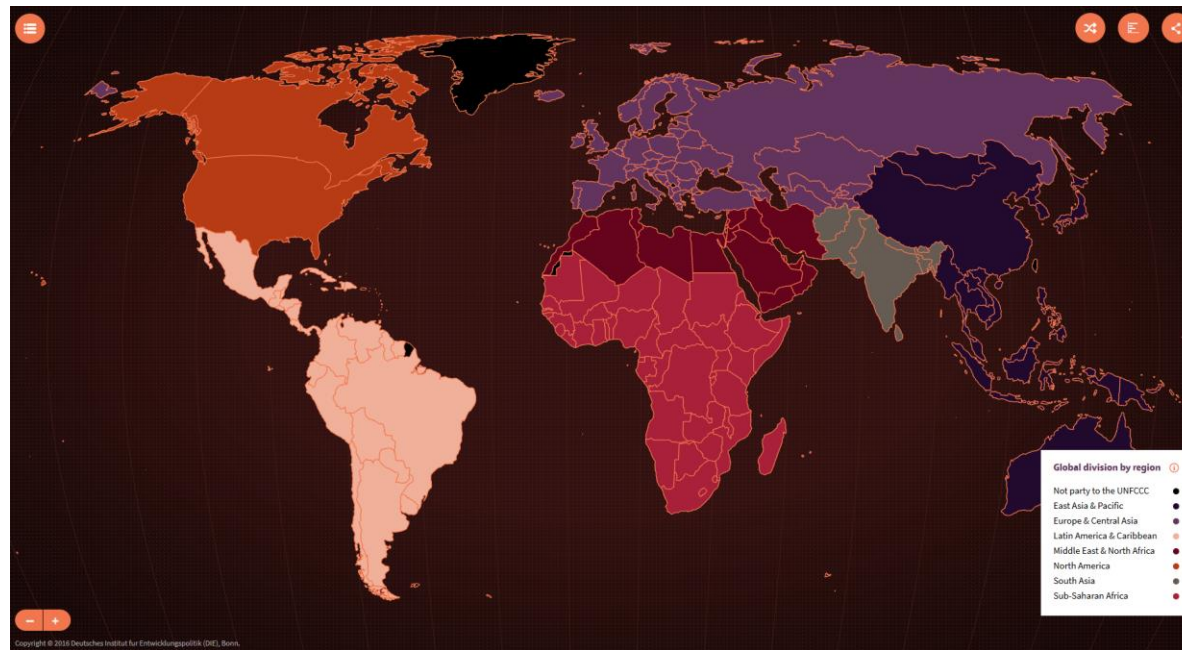 Global division by region
Not party to the UNFCCC
East Asia & Pacific
Europe & Central Asia
Latin America & Caribbean
Middle East & North Africa
North America
South Asia
Sub-Saharan Africa
Copyright © 2016 Deutsches Institut für Entwicklungspolitik (DIE), Bonn.